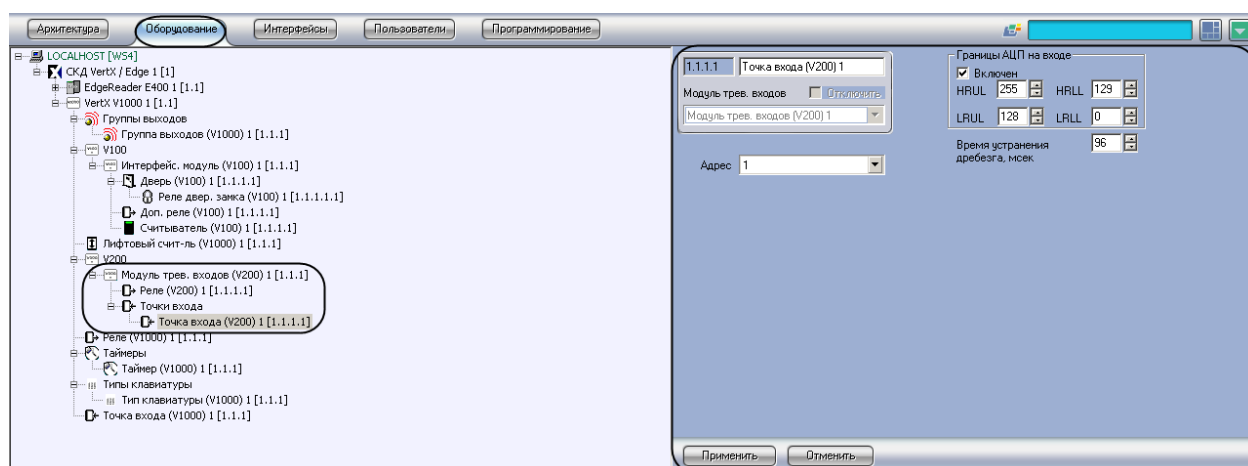 Архитектура Оборудование Интерфейсы Пользователи Программирование
LOCALHOST [WS4]
СКД VertX / Edge 1 [1]
EdgeReader E400 1 [1.1]
VertX V1000 1 [1.1]
Группы выходов
Группа выходов (V1000) 1 [1.1.1]
V100
Интерфейс. модуль (V100) 1 [1.1.1]
Дверь (V100) 1 [1.1.1.1]
Реле двер. замка (V100) 1 [1.1.1.1.1]
Доп. реле (V100) 1 [1.1.1.1]
Считыватель (V100) 1 [1.1.1.1]
Лифтовый счит-ль (V1000) 1 [1.1.1]
V200
Модуль трев. входов (V200) 1 [1.1.1]
Реле (V200) 1 [1.1.1.1]
Точки входа
Точка входа (V200) 1 [1.1.1.1]
Реле (V1000) 1 [1.1.1]
Таймеры
Таймер (V1000) 1 [1.1.1]
Типы клавиатуры
Тип клавиатуры (V1000) 1 [1.1.1]
Точка входа (V1000) 1 [1.1.1]
1.1.1.1 Точка входа (V200) 1
Модуль трев. входов Отключить
Модуль трев. входов (V200) 1
Адрес 1
Границы АЦП на входе
Включен
HRUL 255 HRLL 129
LRUL 128 LRLL 0
Время устранения 96
дребезга, мсек
Применить Отменить